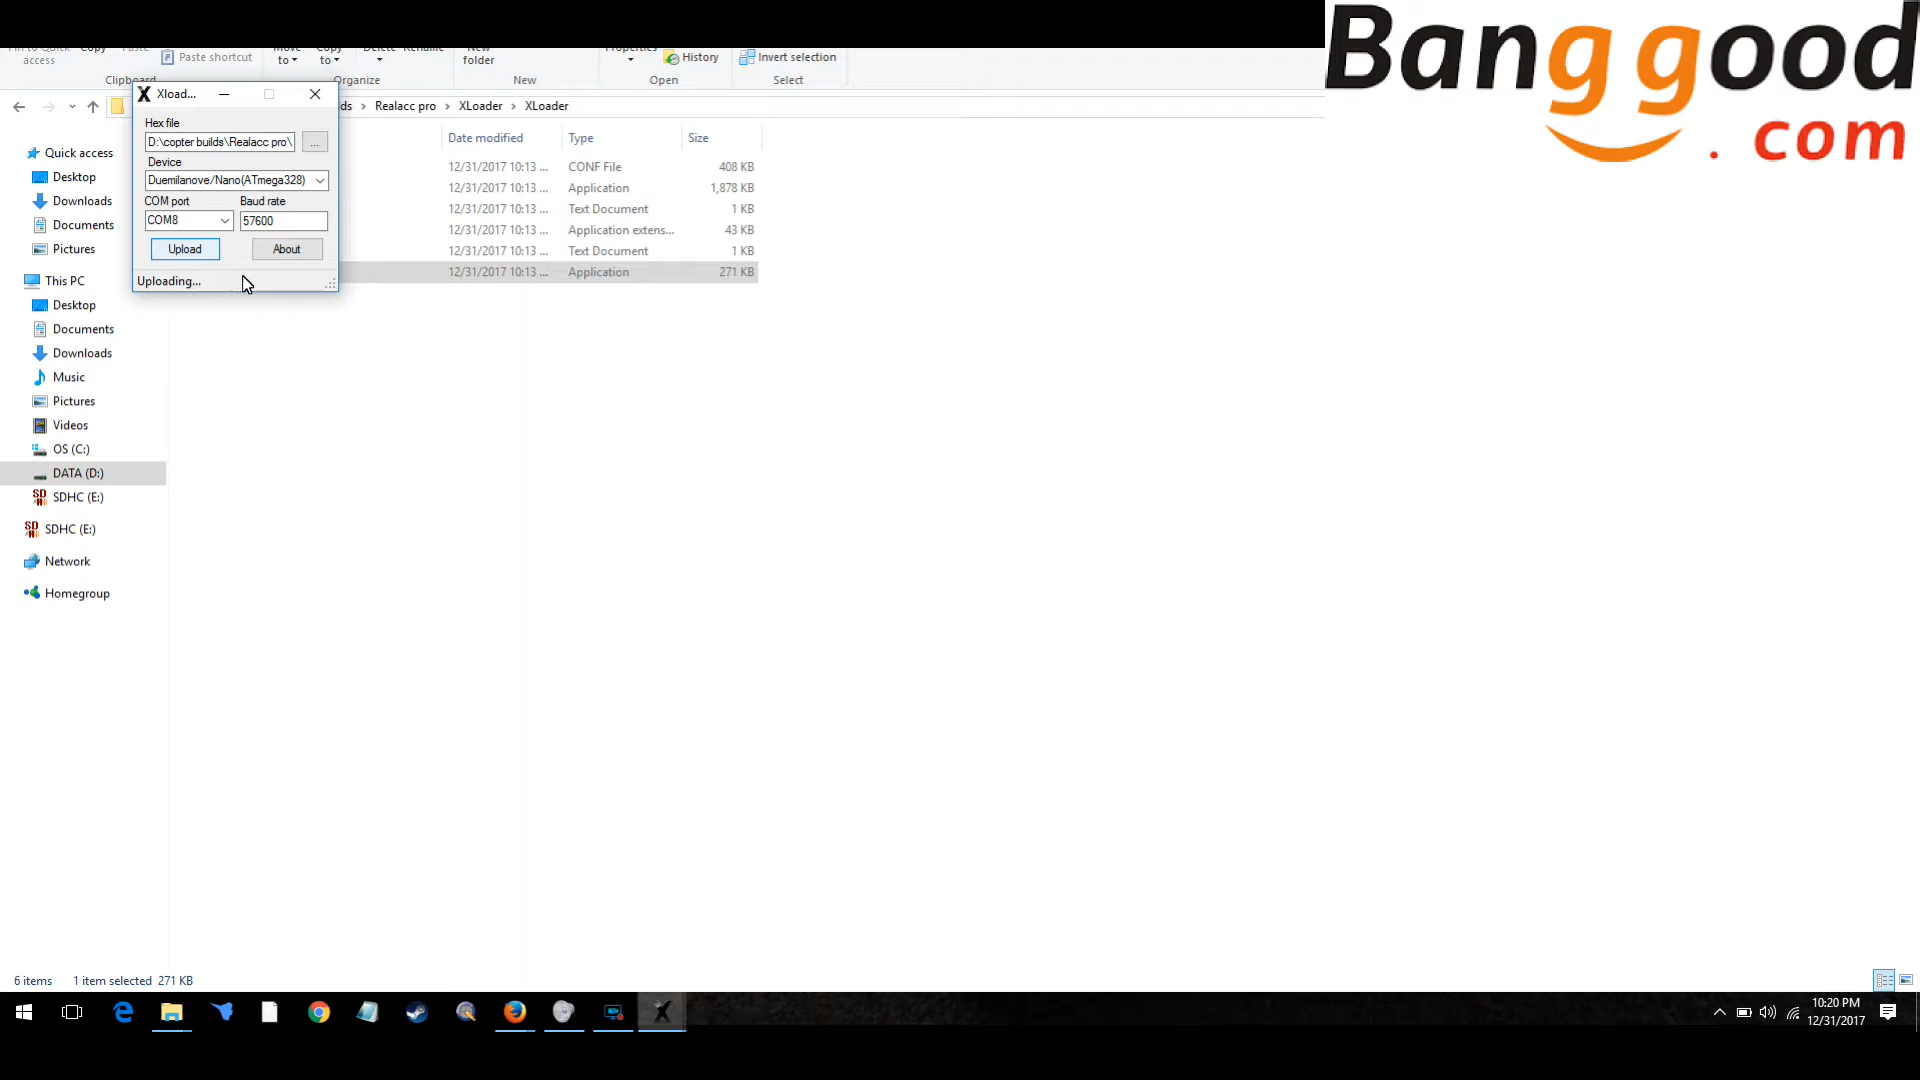 Pin to Quick
access
Copy
Paste
Paste shortcut
Clipboard
Move
to
Copy
to
Delete
Rename
Organize
New
folder
New
Properties
History
Open
Invert selection
Select
Bang good
. com
Xload...
ds > Realacc pro > XLoader > XLoader
Hex file
D:\copter builds\Realacc pro\
...
Device
Duemilanove/Nano(ATmega328)
COM port
Baud rate
COM8
57600
Upload
About
Uploading...
Date modified
Type
Size
12/31/2017 10:13 ... CONF File 408 KB
12/31/2017 10:13 ... Application 1,878 KB
12/31/2017 10:13 ... Text Document 1 KB
12/31/2017 10:13 ... Application extens... 43 KB
12/31/2017 10:13 ... Text Document 1 KB
12/31/2017 10:13 ... Application 271 KB
Quick access
Desktop
Downloads
Documents
Pictures
This PC
Desktop
Documents
Downloads
Music
Pictures
Videos
OS (C:)
DATA (D:)
SDHC (E:)
SDHC (E:)
Network
Homegroup
6 items 1 item selected 271 KB
10:20 PM
12/31/2017